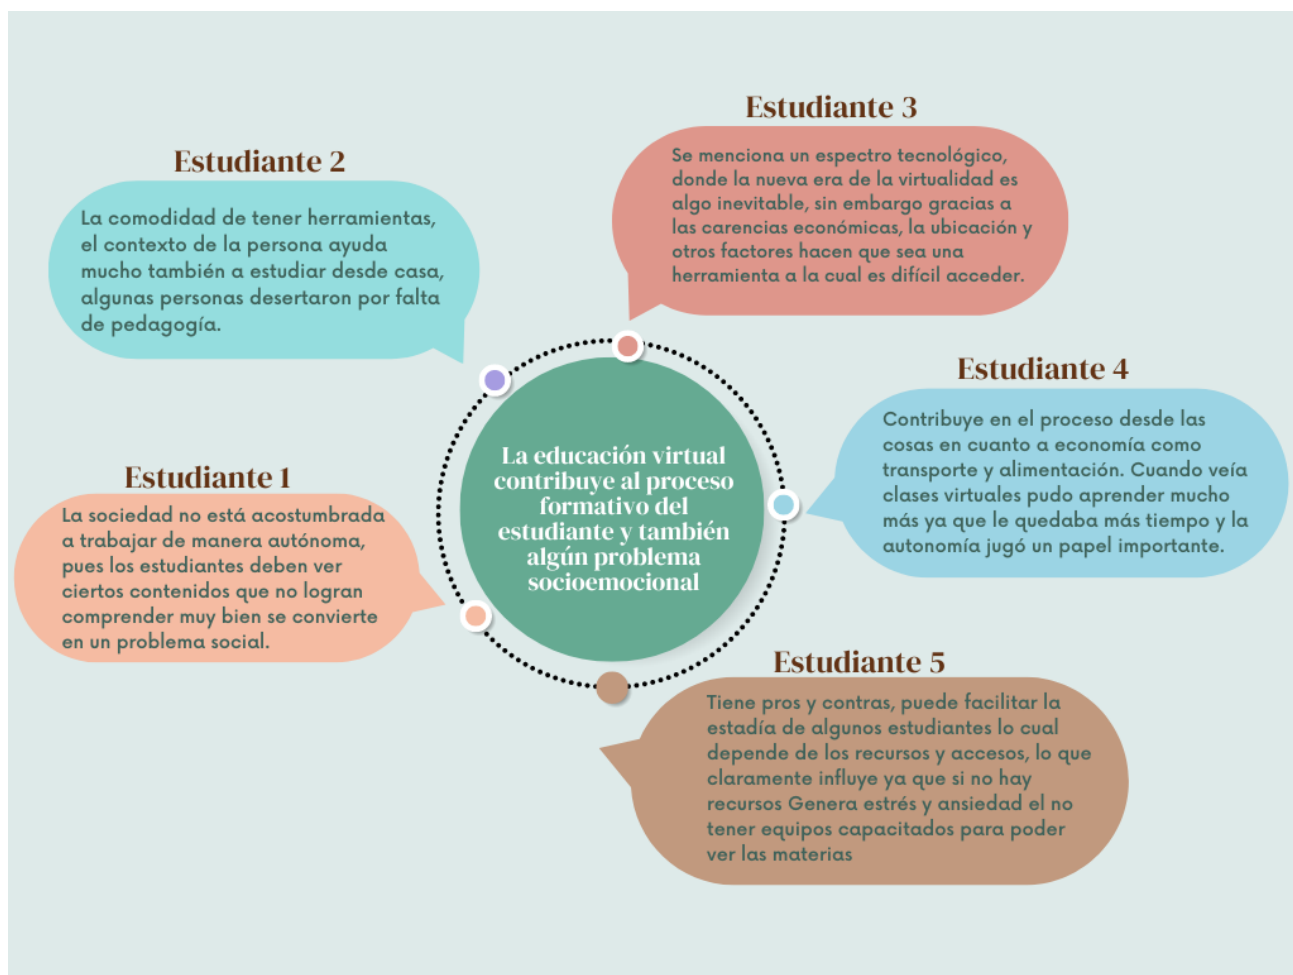 Estudiante 3
Se menciona un espectro tecnológico,
donde la nueva era de la virtualidad es
algo inevitable, sin embargo gracias a
las carencias económicas, la ubicación y
otros factores hacen que sea una
herramienta a la cual es difícil acceder.
Estudiante 2
La comodidad de tener herramientas,
el contexto de la persona ayuda
mucho también a estudiar desde casa,
algunas personas desertaron por falta
de pedagogía.
Estudiante 4
Contribuye en el proceso desde las
cosas en cuanto a economía como
transporte y alimentación. Cuando veía
clases virtuales pudo aprender mucho
más ya que le quedaba más tiempo y la
autonomía jugó un papel importante.
La educación virtual
contribuye al proceso
formativo del
estudiante y también
algún problema
socioemocional
Estudiante 1
La sociedad no está acostumbrada
a trabajar de manera autónoma,
pues los estudiantes deben ver
ciertos contenidos que no logran
comprender muy bien se convierte
en un problema social.
Estudiante 5
Tiene pros y contras, puede facilitar la
estadía de algunos estudiantes lo cual
depende de los recursos y accesos, lo que
claramente influye ya que si no hay
recursos Genera estrés y ansiedad el no
tener equipos capacitados para poder
ver las materias